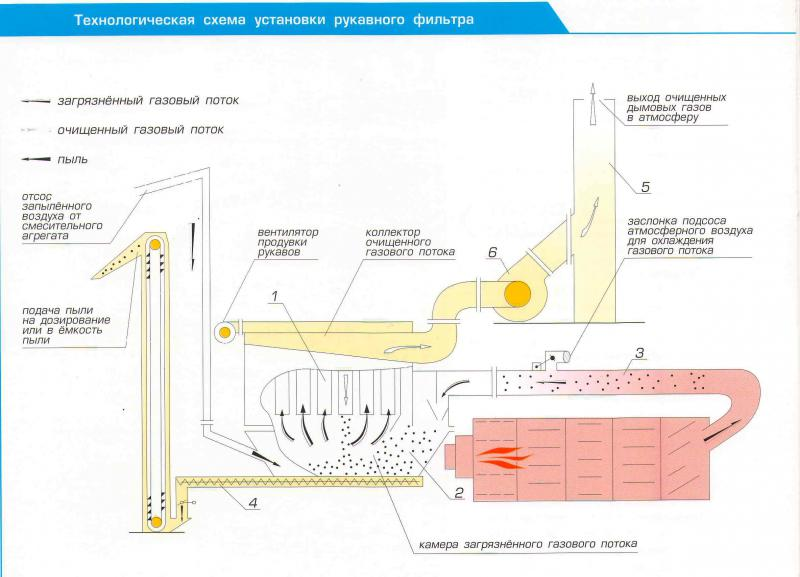 Технологическая схема установки рукавного фильтра
загрязнённый газовый поток
очищенный газовый поток
пыль
выход очищенных
дымовых газов
в атмосферу
5
отсос
запылённого
воздуха от
смесительного
агрегата
вентилятор
продувки
рукавов
коллектор
очищенного
газового потока
6
заслонка подсоса
атмосферного воздуха
для охлаждения
газового потока
1
подача пыли
на дозирование
или в ёмкость
пыли
3
4
2
камера загрязнённого газового потока